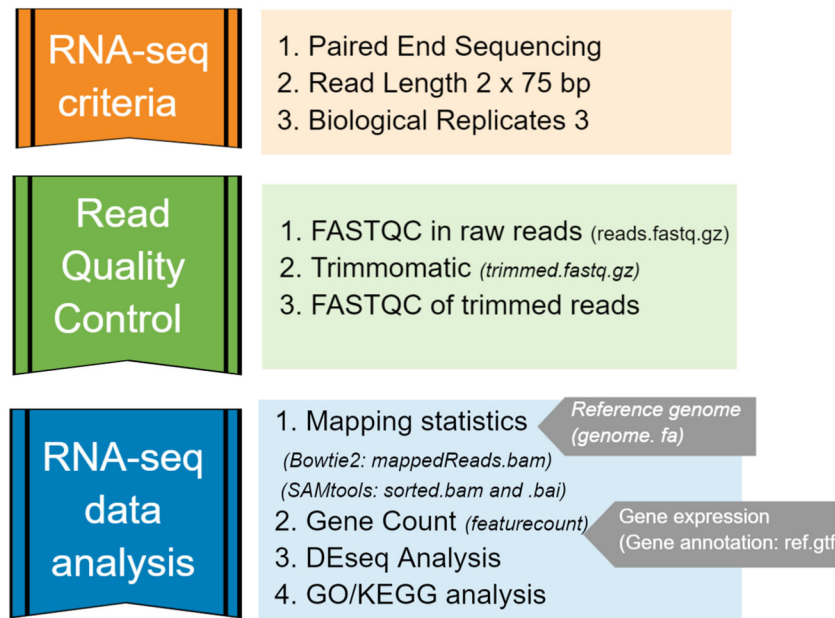 RNA-seq
criteria
1. Paired End Sequencing
2. Read Length 2 x 75 bp
3. Biological Replicates 3
Read
Quality
Control
1. FASTQC in raw reads (reads.fastq.gz)
2. Trimmomatic (trimmed.fastq.gz)
3. FASTQC of trimmed reads
RNA-seq
data
analysis
1. Mapping statistics
Reference genome
(genome. fa)
(Bowtie2: mappedReads.bam)
(SAMtools: sorted.bam and .bai)
2. Gene Count (featurecount)
Gene expression
(Gene annotation: ref.gtf
3. DEseq Analysis
4. GO/KEGG analysis